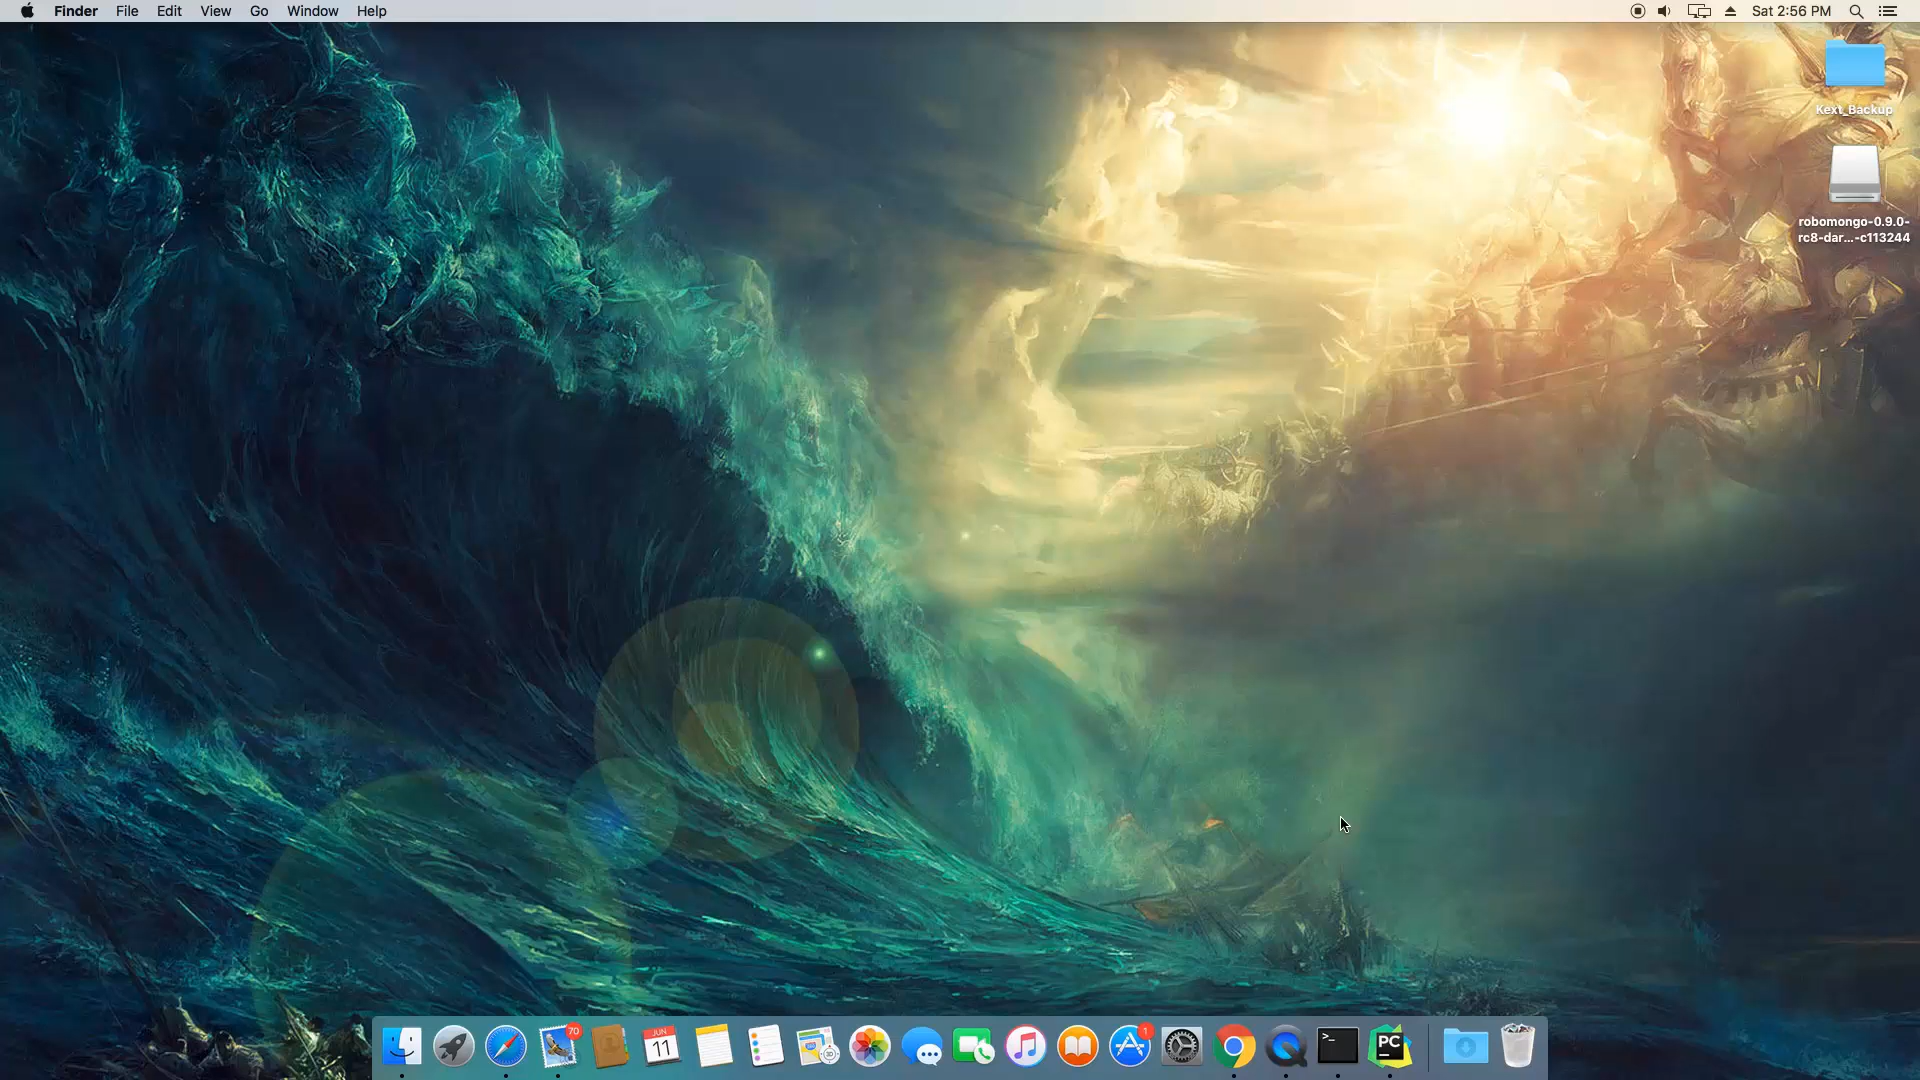 Finder File Edit View Go Window Help
Sat 2:56 PM
Kext_Backup
robomongo-0.9.0-
rc8-dar...-c113244
70
JUN
11
3D
1
>_
PC